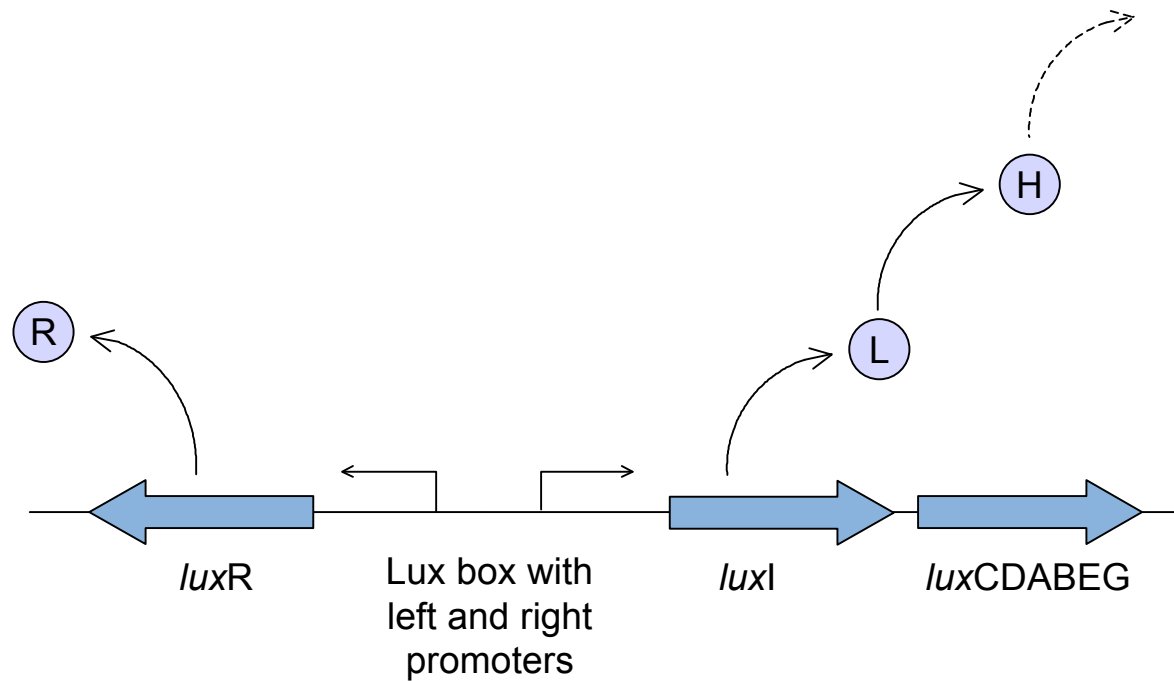 H
R
L
luxR
Lux box with
left and right
promoters
luxI
luxCDABEG